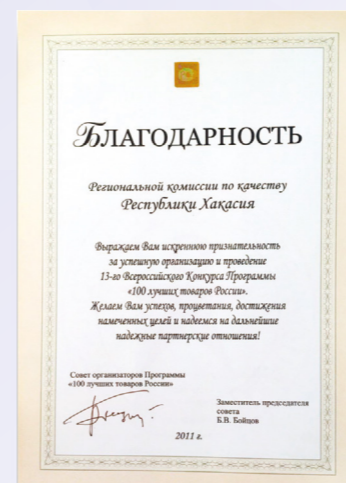 БЛАГОДАРНОСТЬ
Региональной комиссии по качеству
Республики Хакасия
Выражаем Вам искреннюю признательность
за успешную организацию и проведение
13-го Всероссийского Конкурса Программы
«100 лучших товаров России».
Желаем Вам успехов, процветания, достижения
намеченных целей и надеемся на дальнейшие
надежные партнерские отношения!
Совет организаторов Программы
«100 лучших товаров России»
Заместитель председателя
совета
Б.В. Бойцов
2011 г.